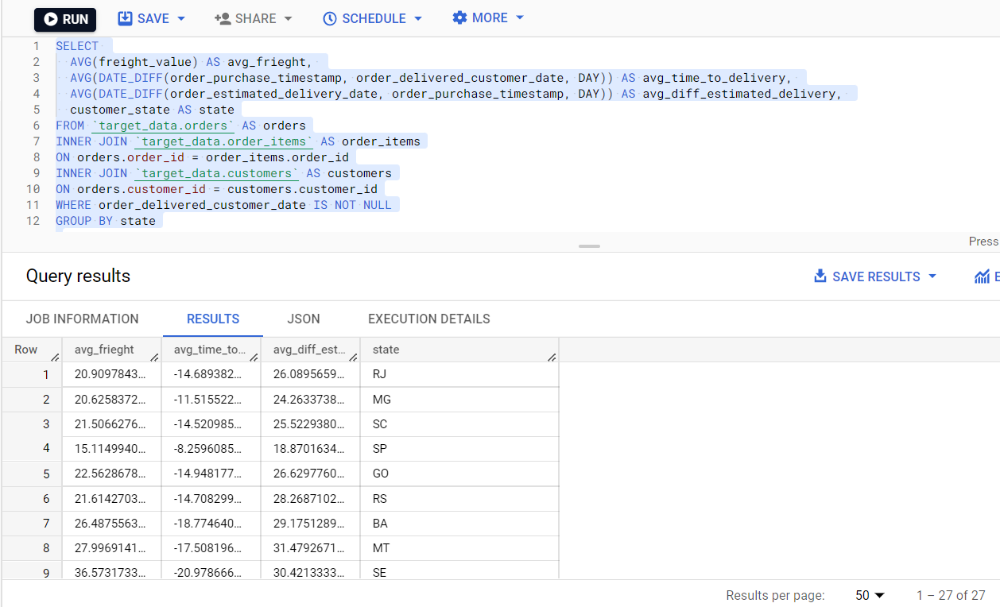 RUN SAVE SHARE SCHEDULE MORE
1 SELECT
2 AVG(freight_value) AS avg_frieght,
3 AVG(DATE_DIFF(order_purchase_timestamp, order_delivered_customer_date, DAY)) AS avg_time_to_delivery,
4 AVG(DATE_DIFF(order_estimated_delivery_date, order_purchase_timestamp, DAY)) AS avg_diff_estimated_delivery,
5 customer_state AS state
6 FROM `target_data.orders` AS orders
7 INNER JOIN `target_data.order_items` AS order_items
8 ON orders.order_id = order_items.order_id
9 INNER JOIN `target_data.customers` AS customers
10 ON orders.customer_id = customers.customer_id
11 WHERE order_delivered_customer_date IS NOT NULL
12 GROUP BY state
Press
Query results SAVE RESULTS E
JOB INFORMATION RESULTS JSON EXECUTION DETAILS
Row avg_frieght avg_time_to... avg_diff_est... state
1 20.9097843... -14.689382... 26.0895659... RJ
2 20.6258372... -11.515522... 24.2633738... MG
3 21.5066276... -14.520985... 25.5229380... SC
4 15.1149940... -8.2596085... 18.8701634... SP
5 22.5628678... -14.948177... 26.6297760... GO
6 21.6142703... -14.708299... 28.2687102... RS
7 26.4875563... -18.774640... 29.1751289... BA
8 27.9969141... -17.508196... 31.4792671... MT
9 36.5731733... -20.978666... 30.4213333... SE
Results per page: 50 1 – 27 of 27